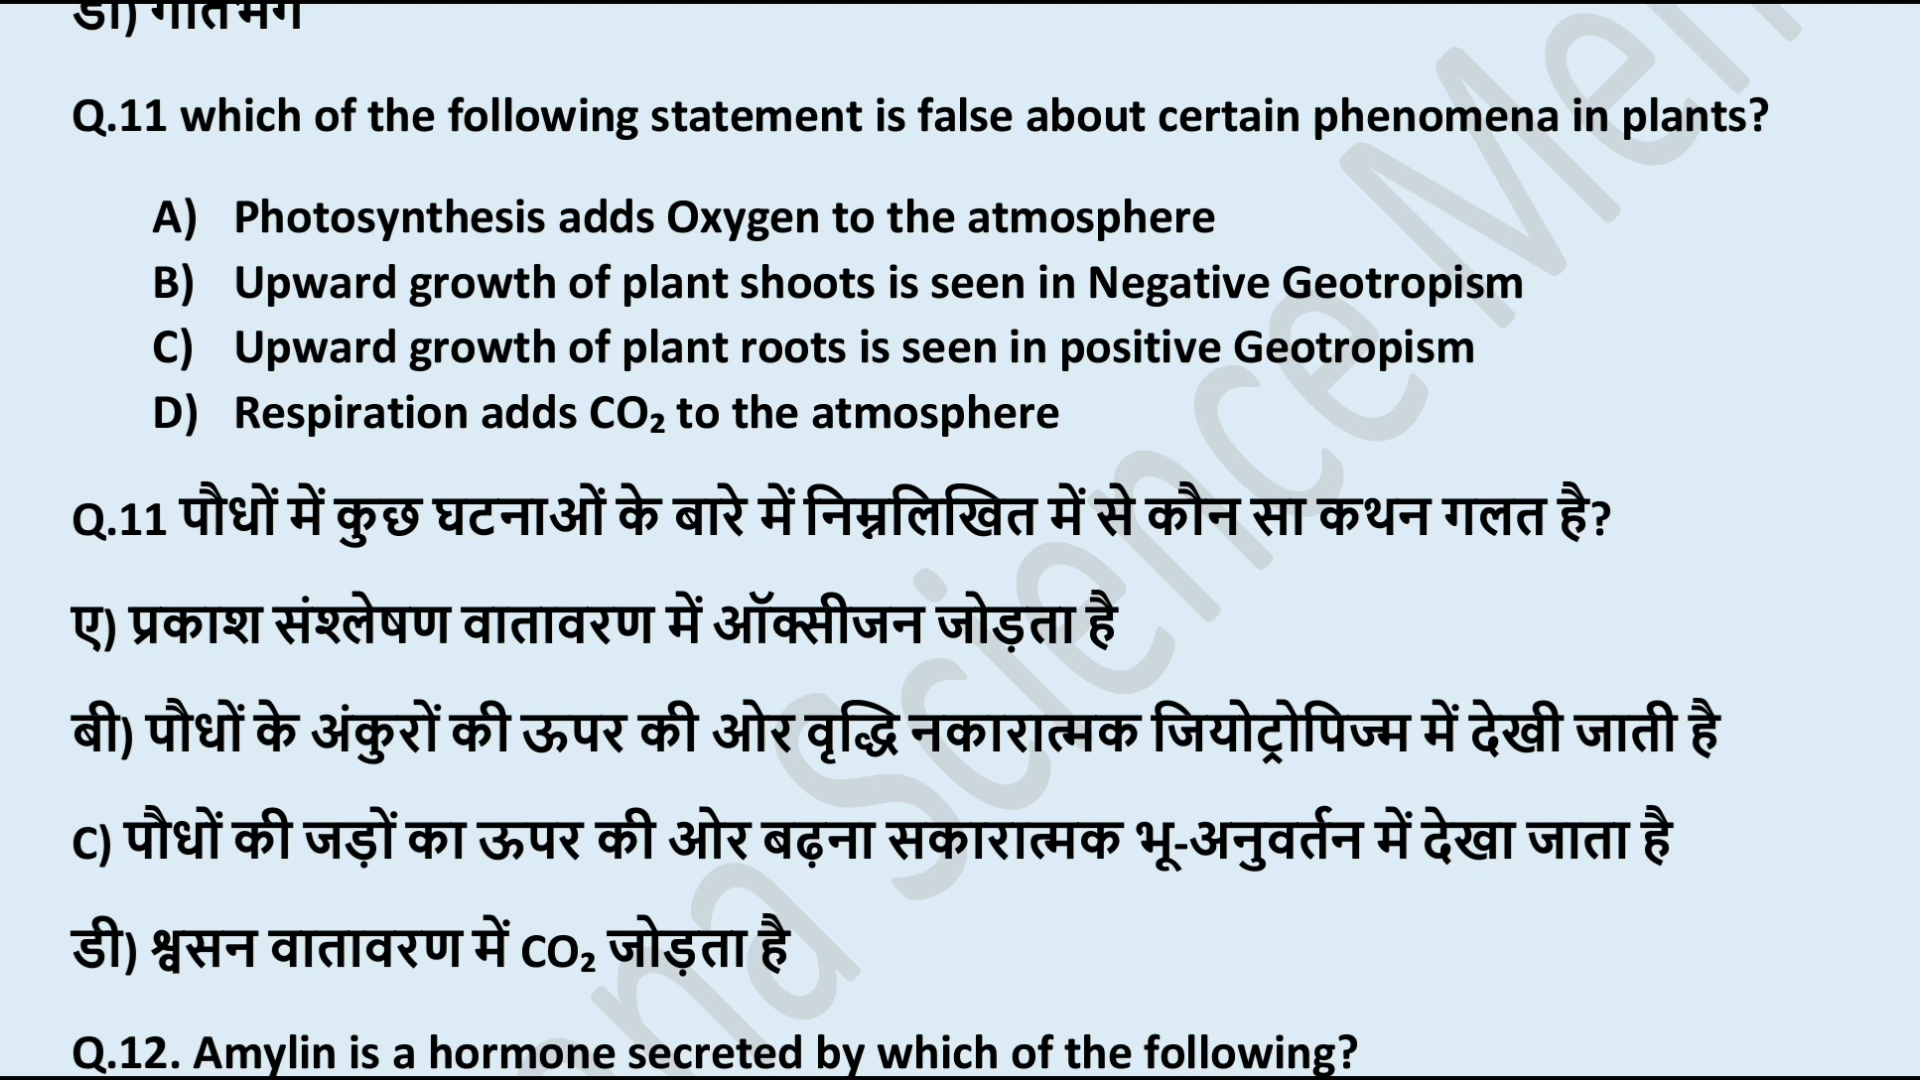 डी) गतिभंग
Q.11 which of the following statement is false about certain phenomena in plants?
A) Photosynthesis adds Oxygen to the atmosphere
B) Upward growth of plant shoots is seen in Negative Geotropism
C) Upward growth of plant roots is seen in positive Geotropism
D) Respiration adds CO₂ to the atmosphere
Q.11 पौधों में कुछ घटनाओं के बारे में निम्नलिखित में से कौन सा कथन गलत है?
ए) प्रकाश संश्लेषण वातावरण में ऑक्सीजन जोड़ता है
बी) पौधों के अंकुरों की ऊपर की ओर वृद्धि नकारात्मक जियोट्रोपिज्म में देखी जाती है
C) पौधों की जड़ों का ऊपर की ओर बढ़ना सकारात्मक भू-अनुवर्तन में देखा जाता है
डी) श्वसन वातावरण में CO₂ जोड़ता है
Q.12. Amylin is a hormone secreted by which of the following?
Science